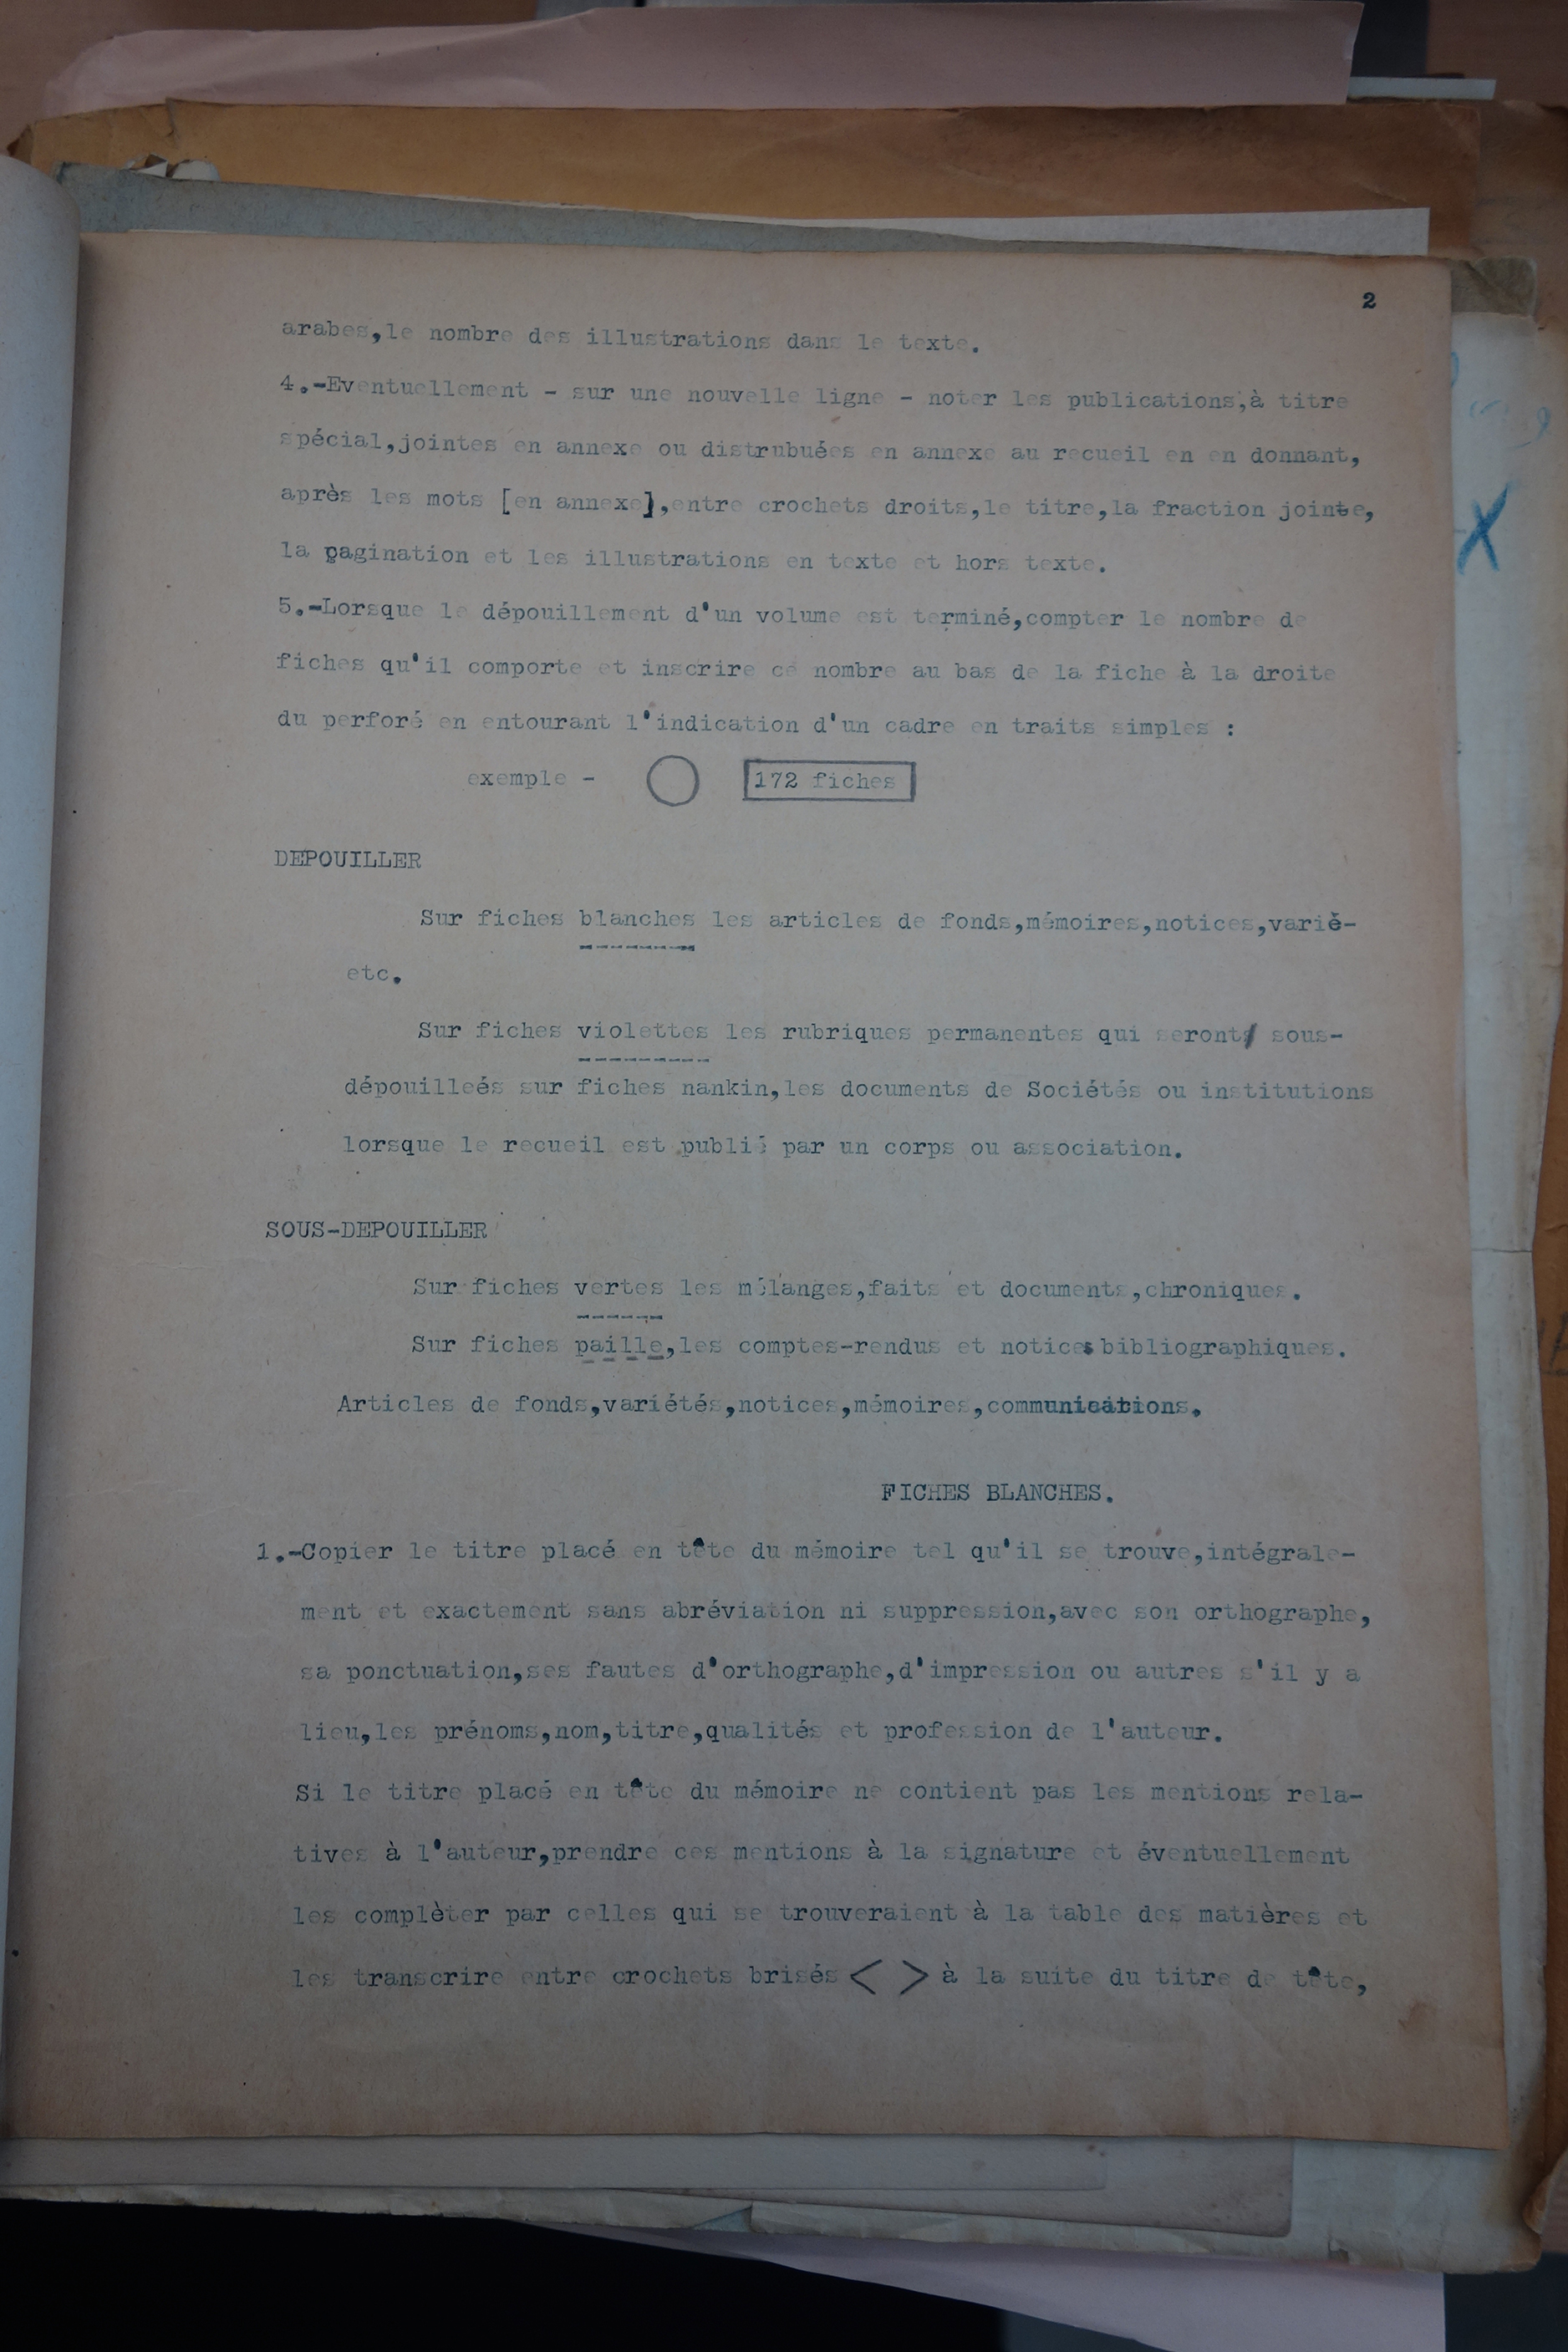 2
arabes,le nombre des illustrations dans le texte.
4.-Eventuellement - sur une nouvelle ligne - noter les publications,à titre
spécial,jointes en annexe ou distrubuées en annexe au recueil en en donnant,
après les mots [en annexe],entre crochets droits,le titre,la fraction jointe,
la pagination et les illustrations en texte et hors texte.
5.-Lorsque le dépouillement d'un volume est terminé,compter le nombre de
fiches qu'il comporte et inscrire ce nombre au bas de la fiche à la droite
du perforé en entourant l'indication d'un cadre en traits simples :
exemple - 172 fiches
DEPOUILLER
Sur fiches blanches les articles de fonds,mémoires,notices,varié-
etc.
Sur fiches violettes les rubriques permanentes qui seront sous-
dépouilleés sur fiches nankin,les documents de Sociétés ou institutions
lorsque le recueil est publié par un corps ou association.
SOUS-DEPOUILLER
Sur fiches vertes les mélanges,faits et documents,chroniques.
Sur fiches paille,les comptes-rendus et notices bibliographiques.
Articles de fonds,variétés,notices,mémoires,communications.
FICHES BLANCHES.
1.-Copier le titre placé en tête du mémoire tel qu'il se trouve,intégrale-
ment et exactement sans abréviation ni suppression,avec son orthographe,
sa ponctuation,ses fautes d'orthographe,d'impression ou autres s'il y a
lieu,les prénoms,nom,titre,qualités et profession de l'auteur.
Si le titre placé en tête du mémoire ne contient pas les mentions rela-
tives à l'auteur,prendre ces mentions à la signature et éventuellement
les complèter par celles qui se trouveraient à la table des matières et
les transcrire entre crochets brisés < > à la suite du titre de tête,